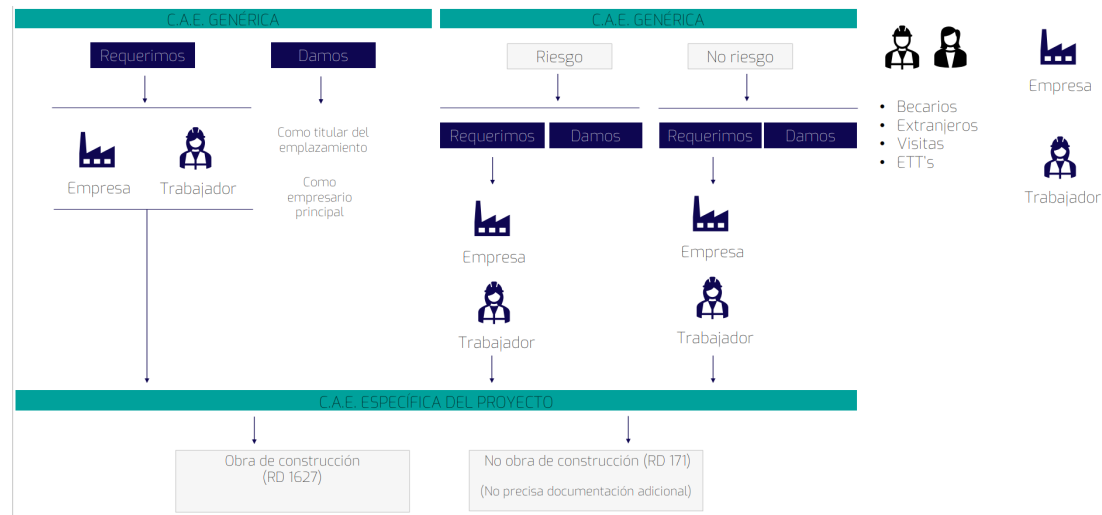 C.A.E. GENÉRICA
Requerimos
Damos
Empresa
Trabajador
Como titular del
emplazamiento
Como
empresario
principal
C.A.E. GENÉRICA
Riesgo
No riesgo
Requerimos
Damos
Requerimos
Damos
Empresa
Trabajador
Empresa
Trabajador
• Becarios
• Extranjeros
• Visitas
• ETT's
Empresa
Trabajador
C.A.E. ESPECÍFICA DEL PROYECTO
Obra de construcción
(RD 1627)
No obra de construcción (RD 171)
(No precisa documentación adicional)